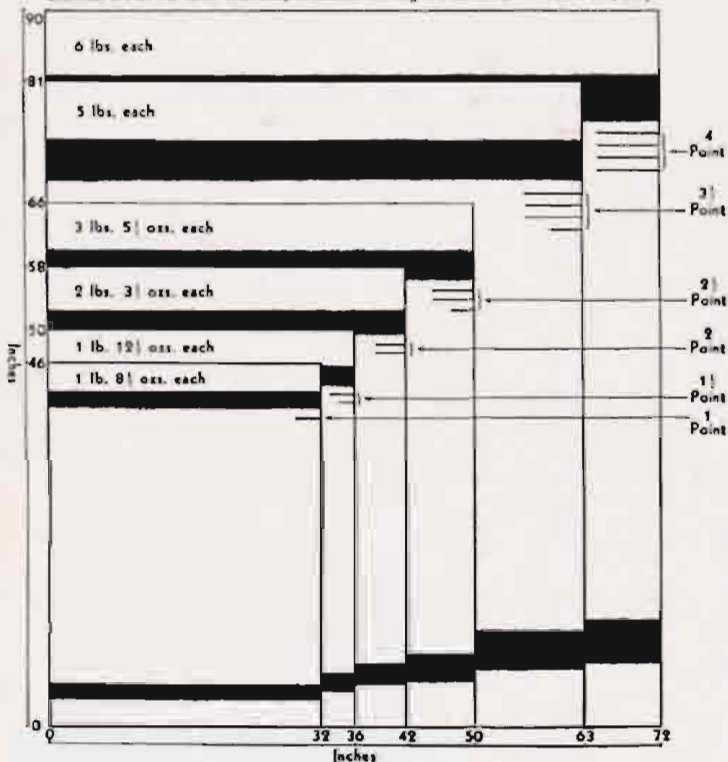 90
6 lbs. each
81
5 lbs. each
4
Point
3½
Point
66
3 lbs. 5½ ozs. each
58
2 lbs. 3½ ozs. each
2½
Point
50
1 lb. 12½ ozs. each
2
Point
46
1 lb. 8½ ozs. each
1½
Point
1
Point
Inches
0
0 32 36 42 50 63 72
Inches